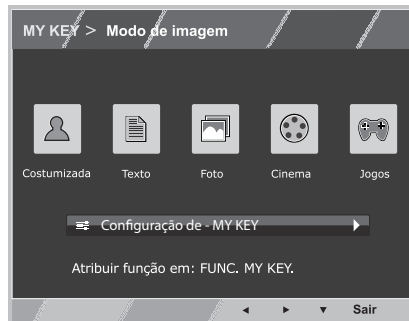 MY KEY > Modo de imagem
Costumizada Texto Foto Cinema Jogos
Configuração de - MY KEY
Atribuir função em: FUNC. MY KEY.
Sair